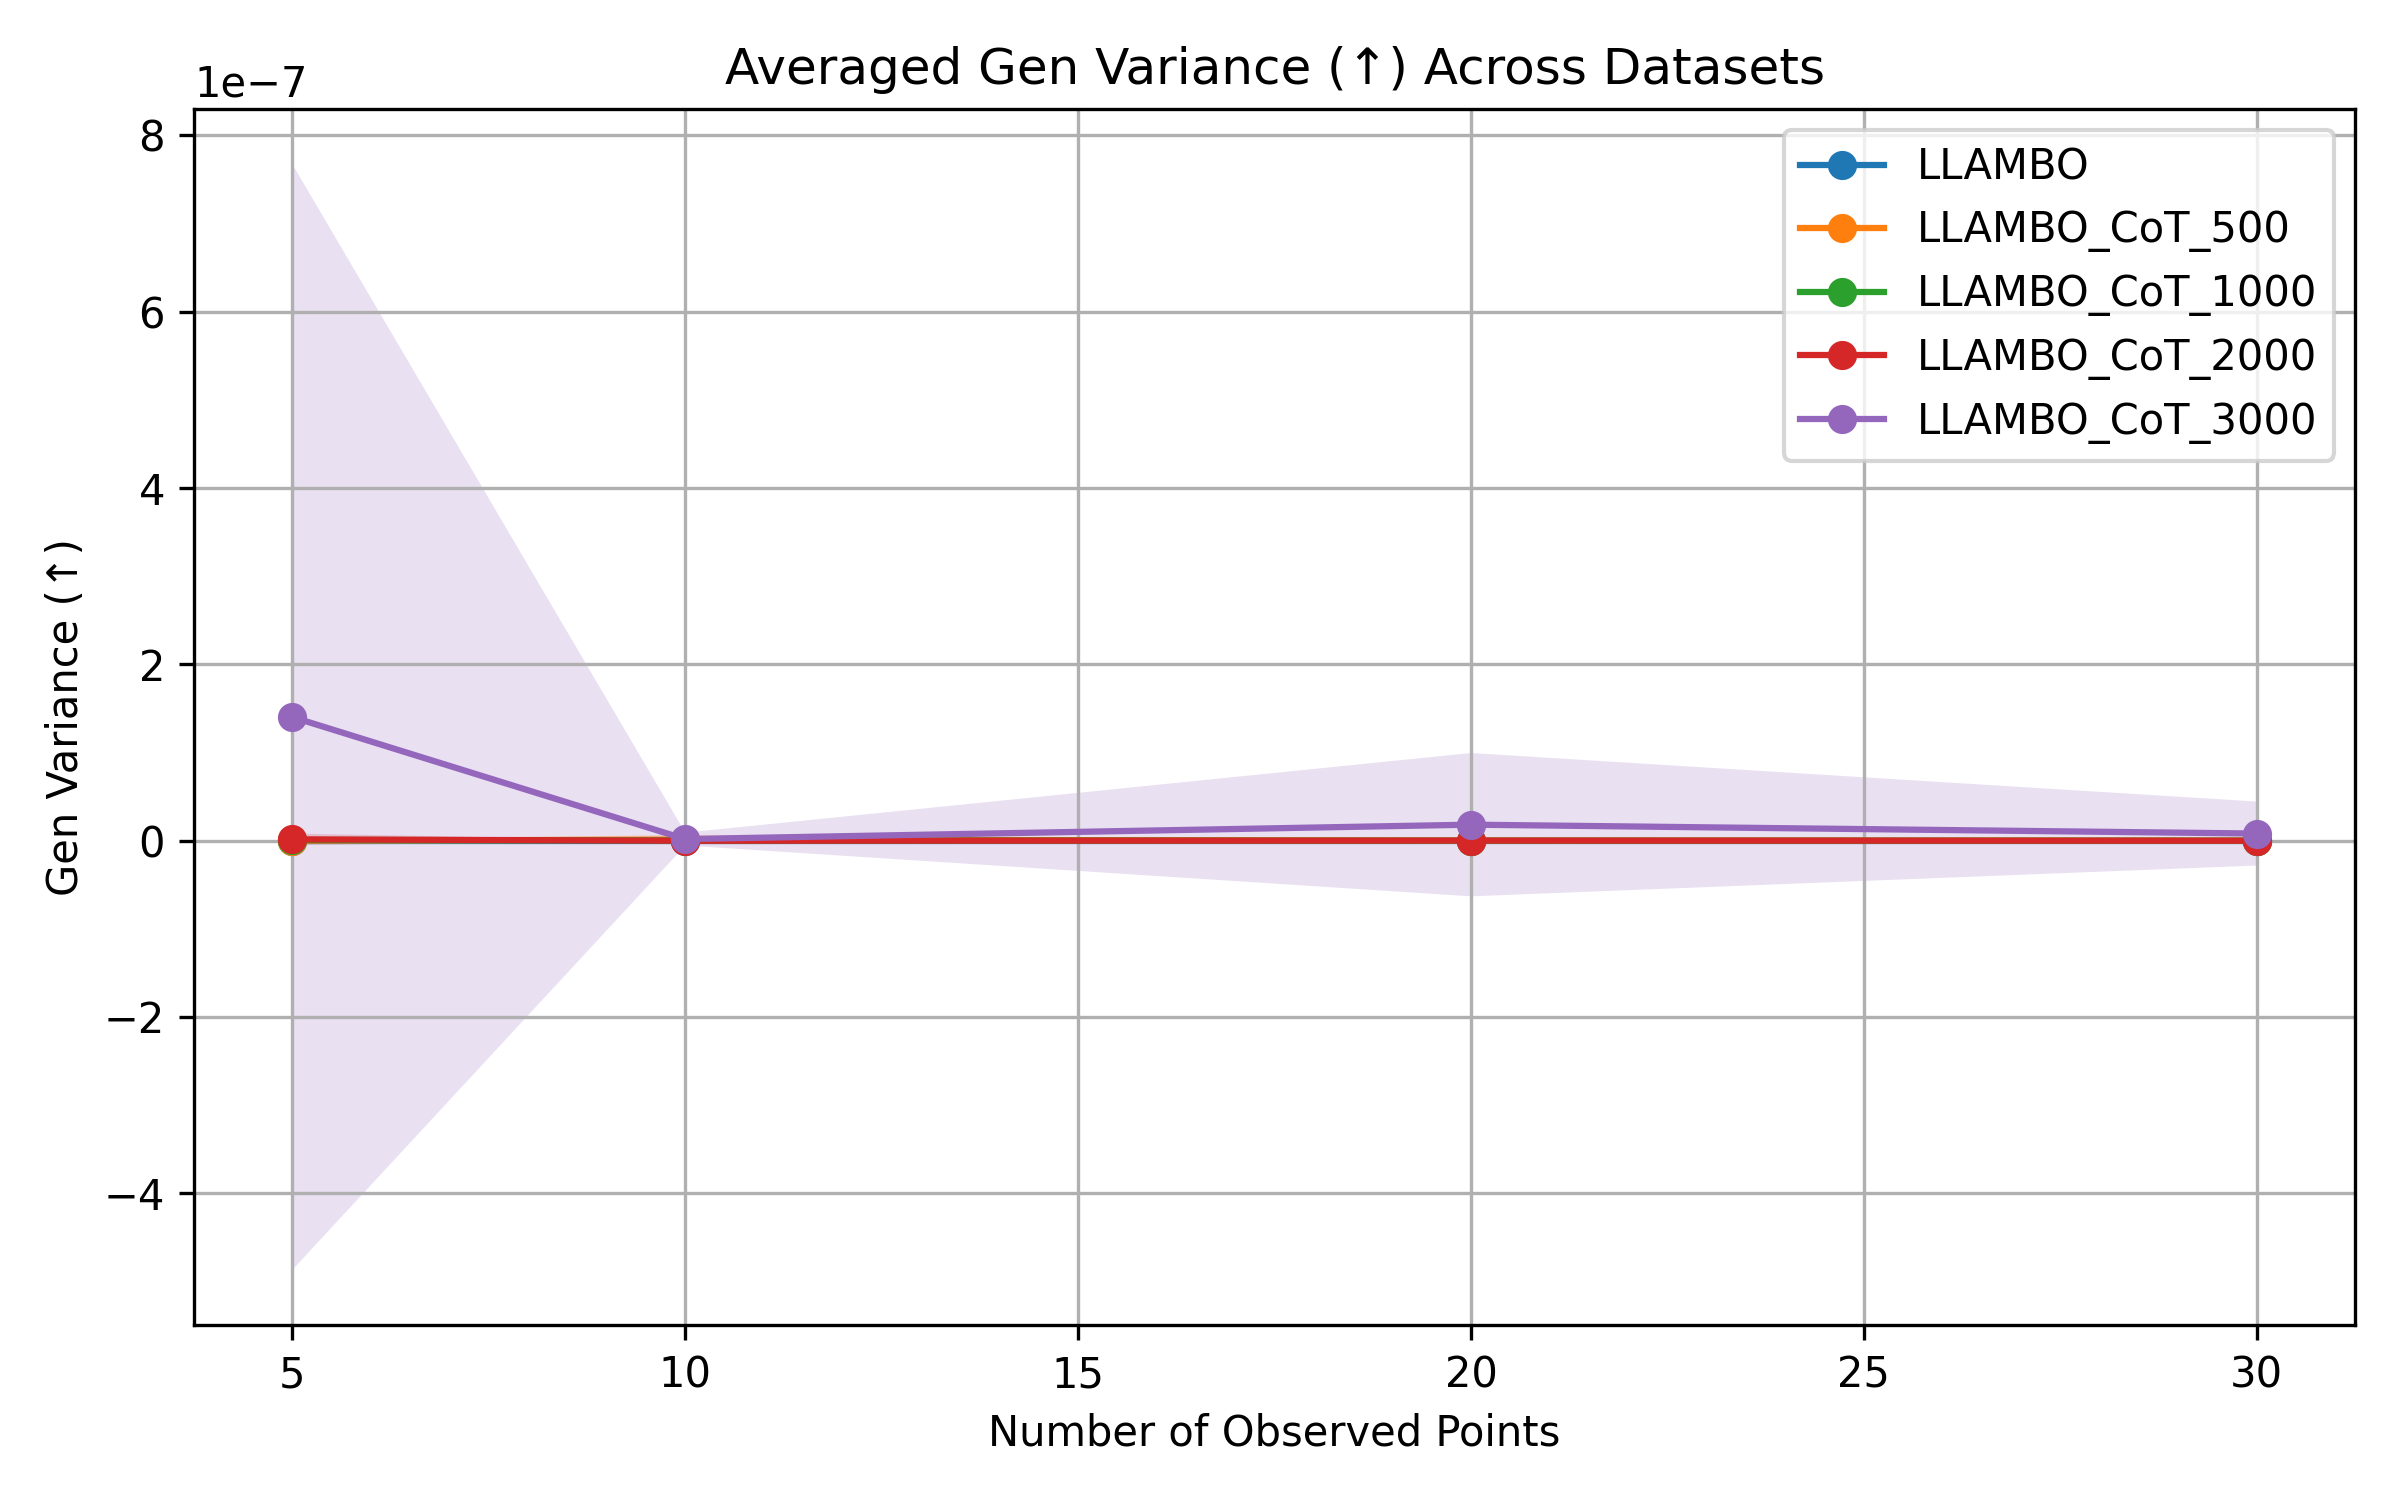 Averaged Gen Variance (↑) Across Datasets
1e−7
8
6
4
2
0
−2
−4
Gen Variance (↑)
LLAMBO
LLAMBO_CoT_500
LLAMBO_CoT_1000
LLAMBO_CoT_2000
LLAMBO_CoT_3000
5 10 15 20 25 30
Number of Observed Points